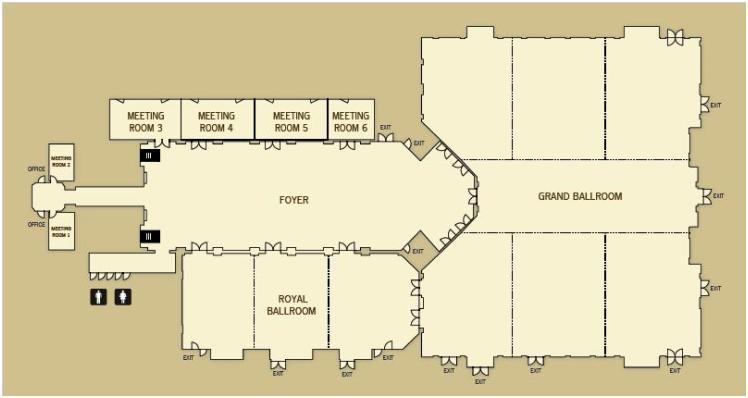 EXIT
MEETING
ROOM 3
MEETING
ROOM 4
MEETING
ROOM 5
MEETING
ROOM 6
EXIT
EXIT
MEETING
ROOM 2
OFFICE
EXIT
GRAND BALLROOM
FOYER
OFFICE
MEETING
ROOM 1
EXIT
EXIT
ROYAL
BALLROOM
EXIT
EXIT
EXIT
EXIT
EXIT
EXIT
EXIT
EXIT
EXIT